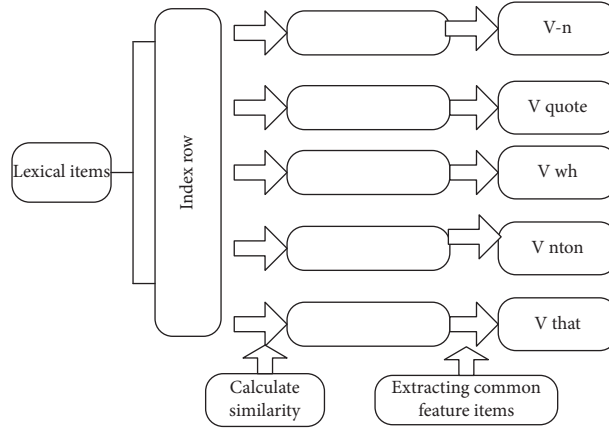 V-n
V quote
Lexical items
Index row
V wh
V nton
V that
Calculate
similarity
Extracting common
feature items